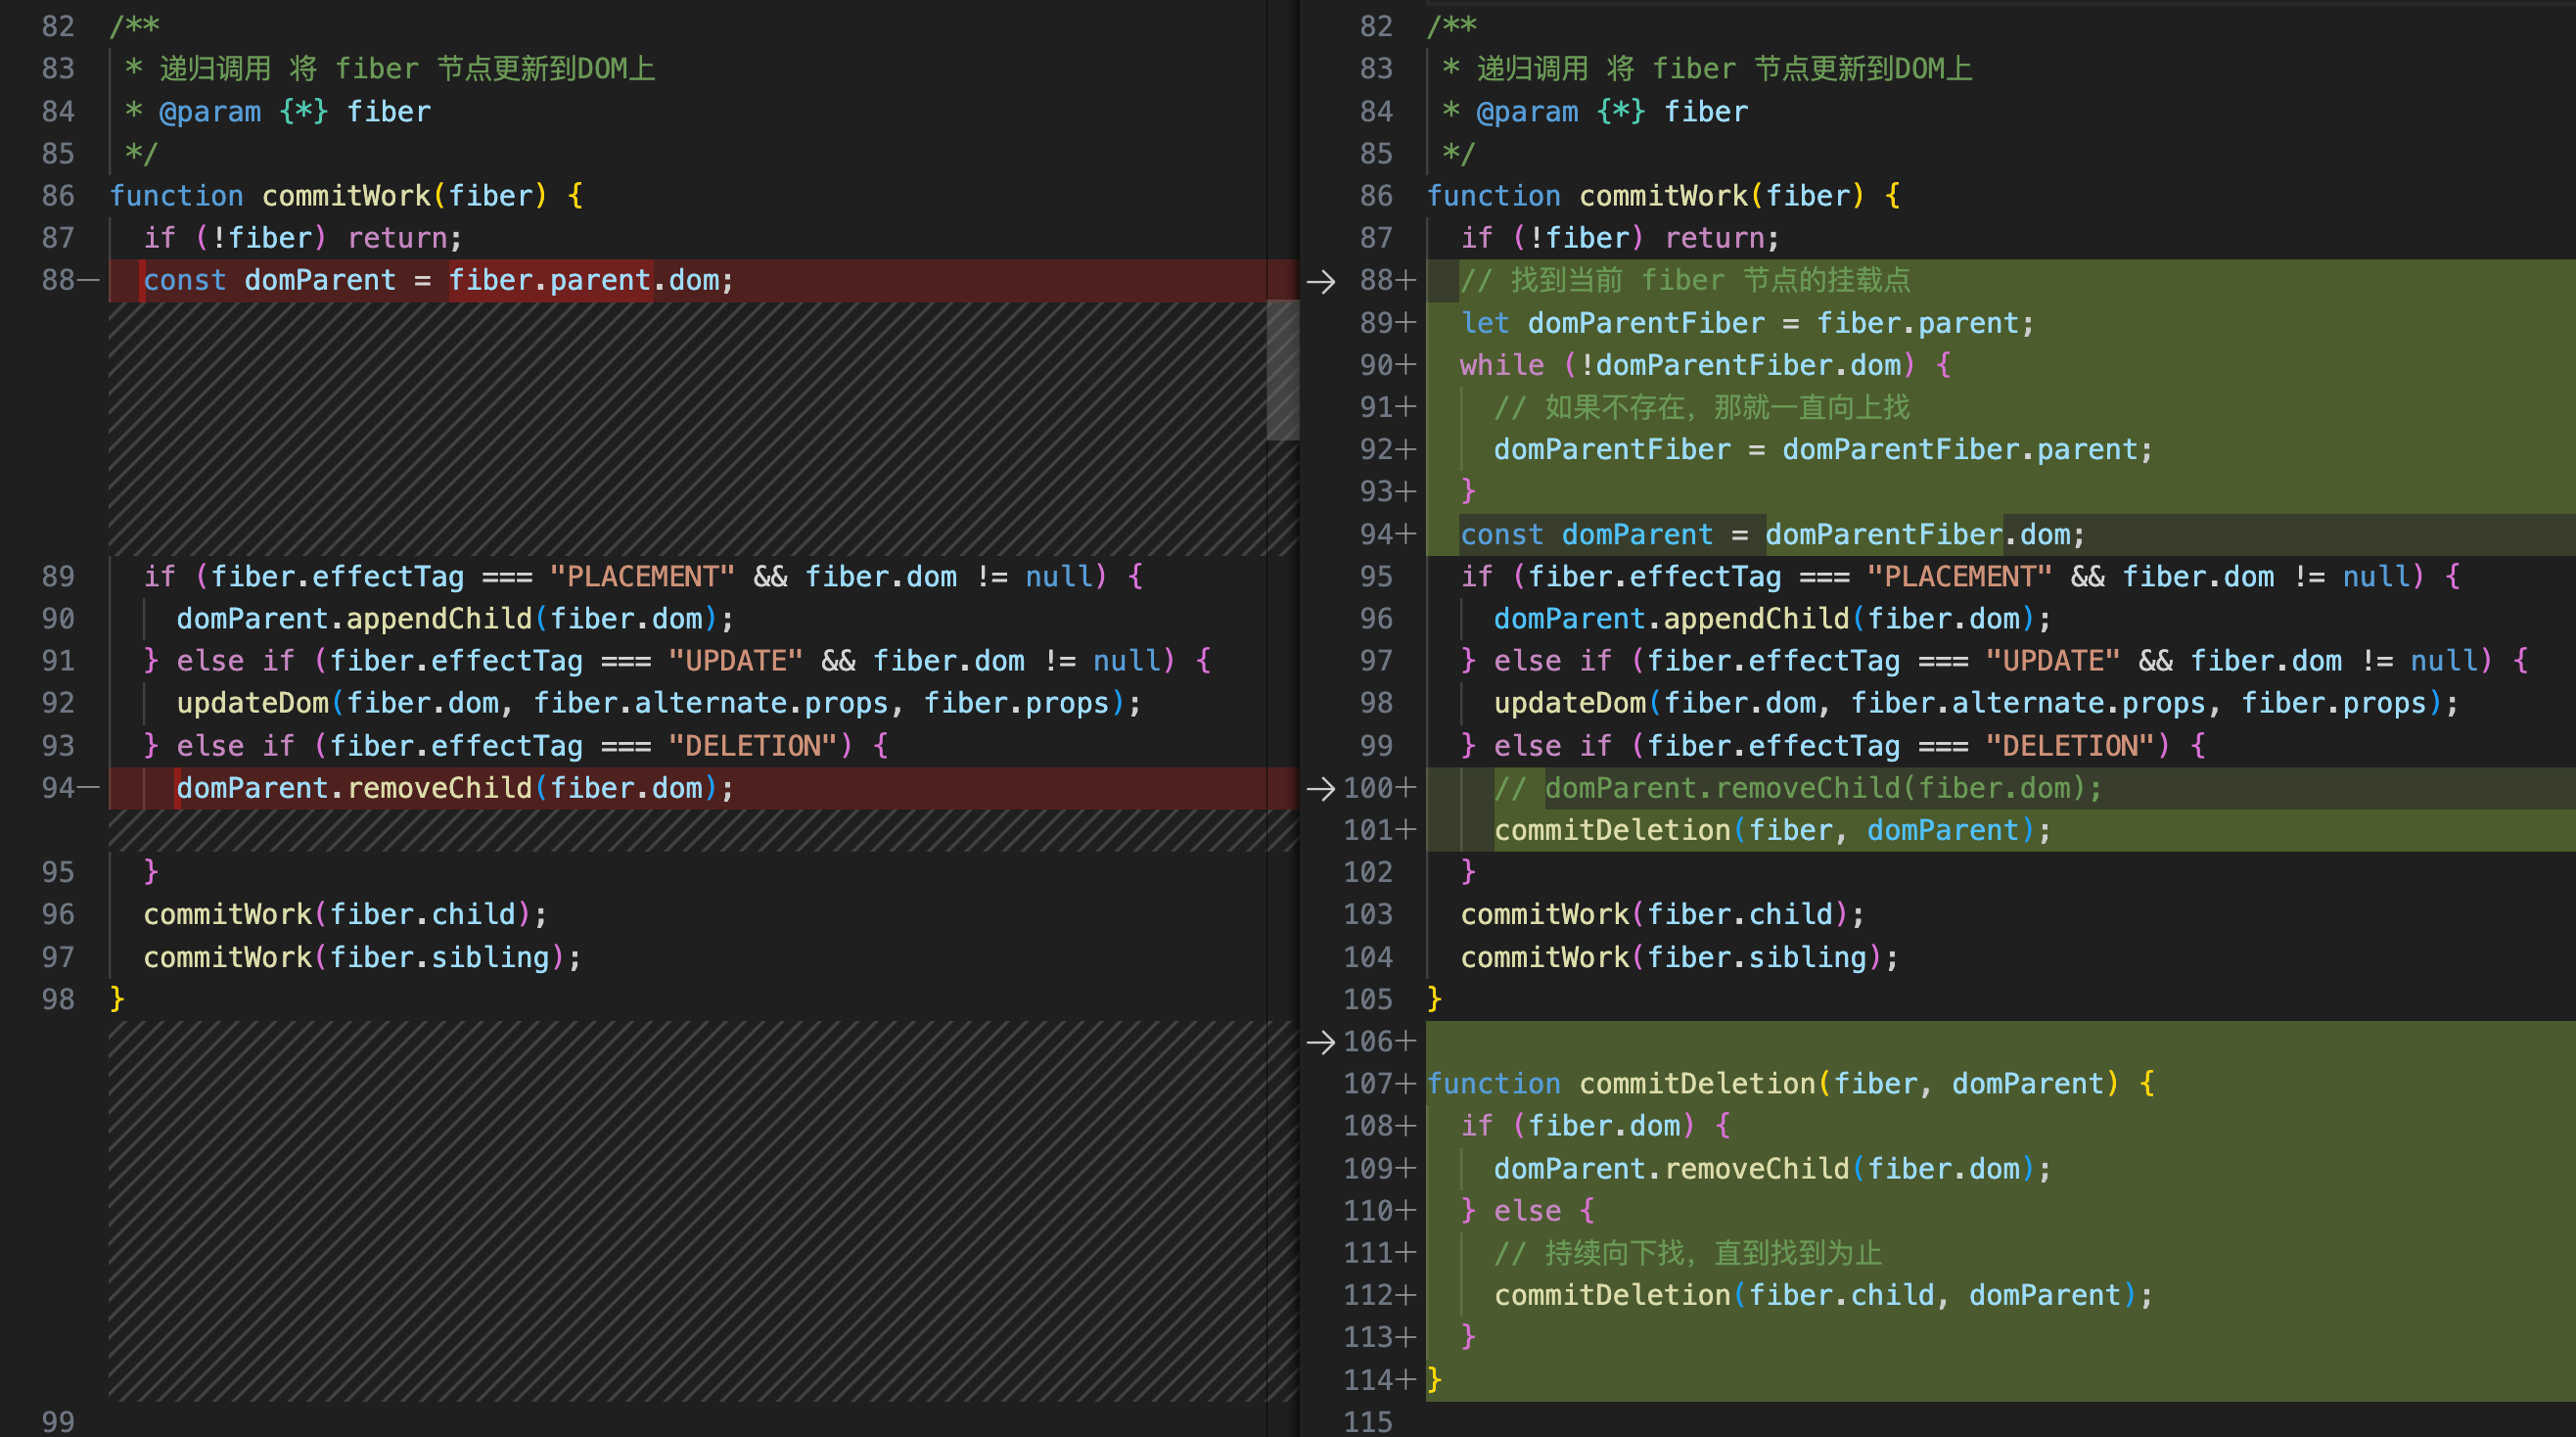 82 /**
83  * 递归调用 将 fiber 节点更新到DOM上
84  * @param {*} fiber
85  */
86 function commitWork(fiber) {
87   if (!fiber) return;
88—  const domParent = fiber.parent.dom;
89   if (fiber.effectTag === "PLACEMENT" && fiber.dom != null) {
90     domParent.appendChild(fiber.dom);
91   } else if (fiber.effectTag === "UPDATE" && fiber.dom != null) {
92     updateDom(fiber.dom, fiber.alternate.props, fiber.props);
93   } else if (fiber.effectTag === "DELETION") {
94—    domParent.removeChild(fiber.dom);
95   }
96   commitWork(fiber.child);
97   commitWork(fiber.sibling);
98 }
99
82 /**
83  * 递归调用 将 fiber 节点更新到DOM上
84  * @param {*} fiber
85  */
86 function commitWork(fiber) {
87   if (!fiber) return;
→ 88+   // 找到当前 fiber 节点的挂载点
89+   let domParentFiber = fiber.parent;
90+   while (!domParentFiber.dom) {
91+     // 如果不存在，那就一直向上找
92+     domParentFiber = domParentFiber.parent;
93+   }
94+   const domParent = domParentFiber.dom;
95   if (fiber.effectTag === "PLACEMENT" && fiber.dom != null) {
96     domParent.appendChild(fiber.dom);
97   } else if (fiber.effectTag === "UPDATE" && fiber.dom != null) {
98     updateDom(fiber.dom, fiber.alternate.props, fiber.props);
99   } else if (fiber.effectTag === "DELETION") {
→ 100+     // domParent.removeChild(fiber.dom);
101+     commitDeletion(fiber, domParent);
102   }
103   commitWork(fiber.child);
104   commitWork(fiber.sibling);
105 }
→ 106+
107+ function commitDeletion(fiber, domParent) {
108+   if (fiber.dom) {
109+     domParent.removeChild(fiber.dom);
110+   } else {
111+     // 持续向下找，直到找到为止
112+     commitDeletion(fiber.child, domParent);
113+   }
114+ }
115